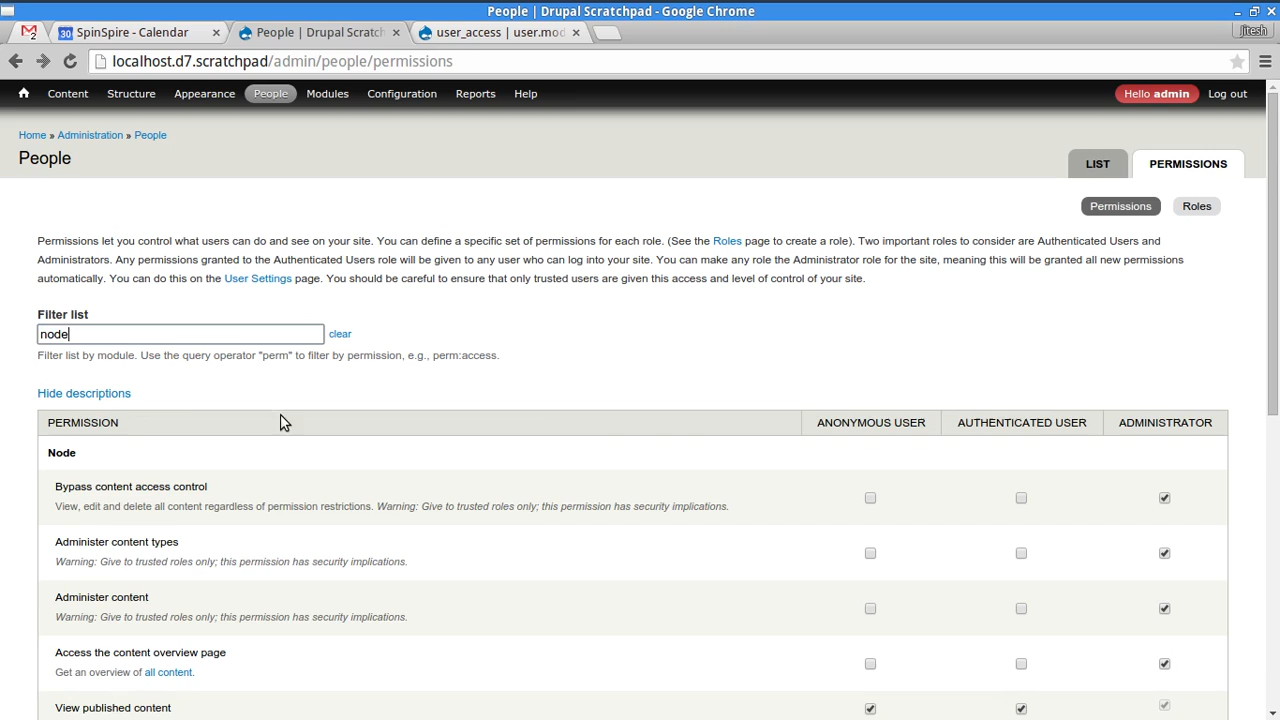 People | Drupal Scratchpad - Google Chrome
2
30 SpinSpire - Calendar
People | Drupal Scratch
user_access | user.mod
jitesh
localhost.d7.scratchpad/admin/people/permissions
Content Structure Appearance People Modules Configuration Reports Help
Hello admin Log out
Home » Administration » People
People
LIST PERMISSIONS
Permissions Roles
Permissions let you control what users can do and see on your site. You can define a specific set of permissions for each role. (See the Roles page to create a role). Two important roles to consider are Authenticated Users and
Administrators. Any permissions granted to the Authenticated Users role will be given to any user who can log into your site. You can make any role the Administrator role for the site, meaning this will be granted all new permissions
automatically. You can do this on the User Settings page. You should be careful to ensure that only trusted users are given this access and level of control of your site.
Filter list
node
clear
Filter list by module. Use the query operator "perm" to filter by permission, e.g., perm:access.
Hide descriptions
PERMISSION ANONYMOUS USER AUTHENTICATED USER ADMINISTRATOR
Node
Bypass content access control
View, edit and delete all content regardless of permission restrictions. Warning: Give to trusted roles only; this permission has security implications.
Administer content types
Warning: Give to trusted roles only; this permission has security implications.
Administer content
Warning: Give to trusted roles only; this permission has security implications.
Access the content overview page
Get an overview of all content.
View published content